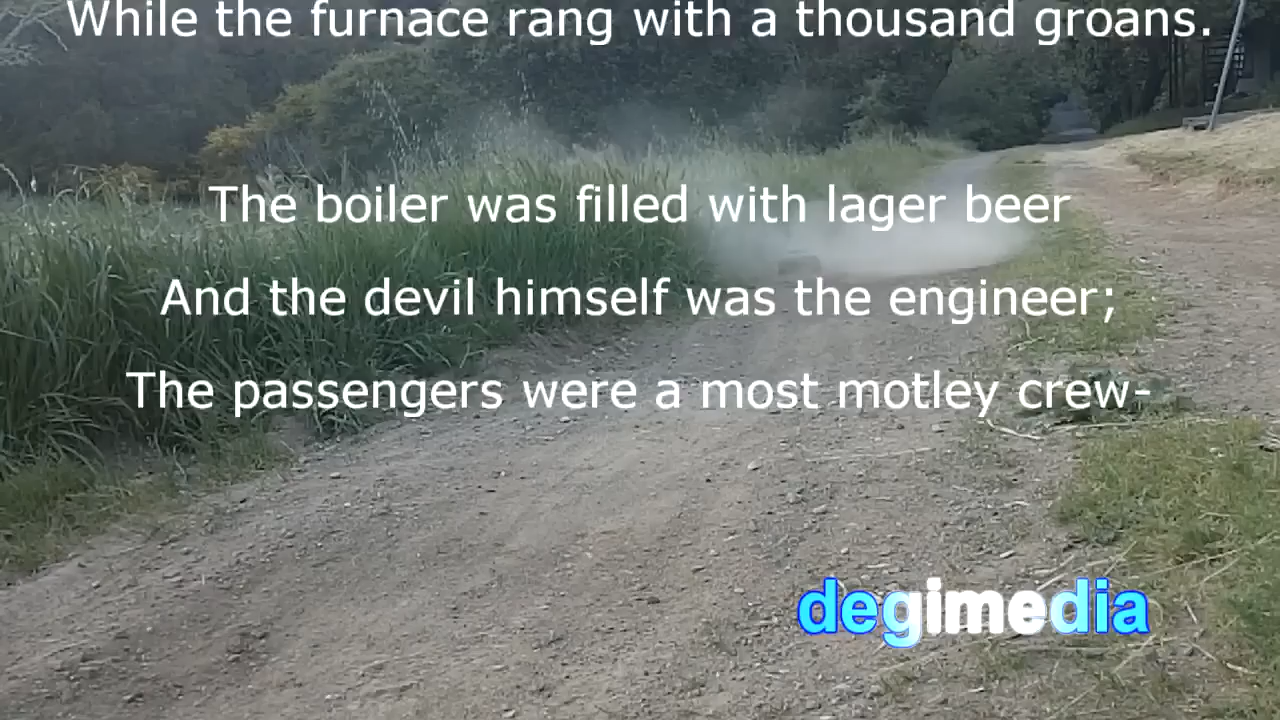 While the furnace rang with a thousand groans.
The boiler was filled with lager beer
And the devil himself was the engineer;
The passengers were a most motley crew-
degimedia